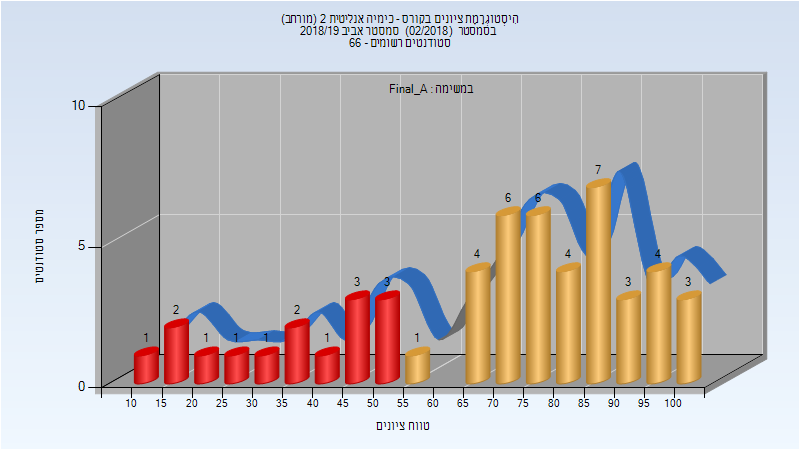 היסטוגרמת ציונים בקורס - כימיה אנליטית 2 (מורחב)
בסמסטר (02/2018) סמסטר אביב 2018/19
סטודנטים רשומים - 66
במשימה : Final_A
10
5
0
מספר סטודנטים
1 2 1 1 1 2 1 3 3 1 4 6 6 4 7 3 4 3
10 15 20 25 30 35 40 45 50 55 60 65 70 75 80 85 90 95 100
טווח ציונים